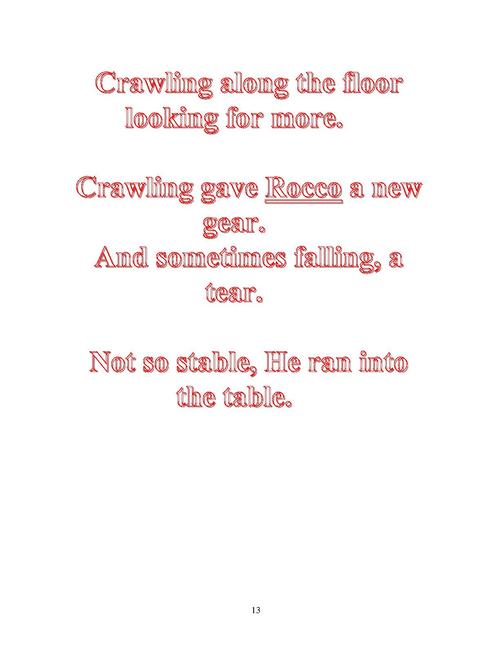 Crawling along the floor
looking for more.
Crawling gave Rocco a new
gear.
And sometimes falling, a
tear.
Not so stable, He ran into
the table.
13